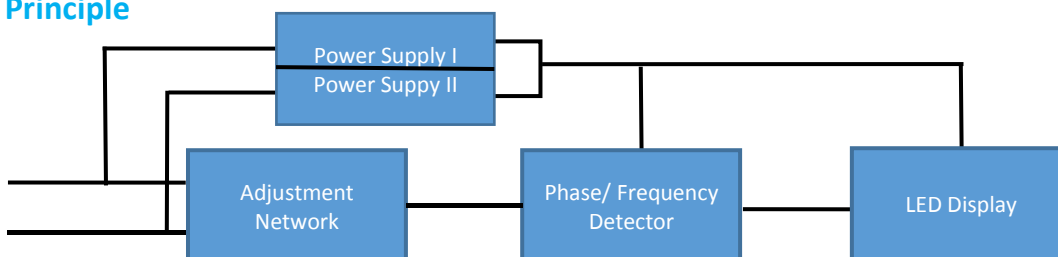 Principle
Power Supply I
Power Suppy II
Adjustment
Network
Phase/ Frequency
Detector
LED Display